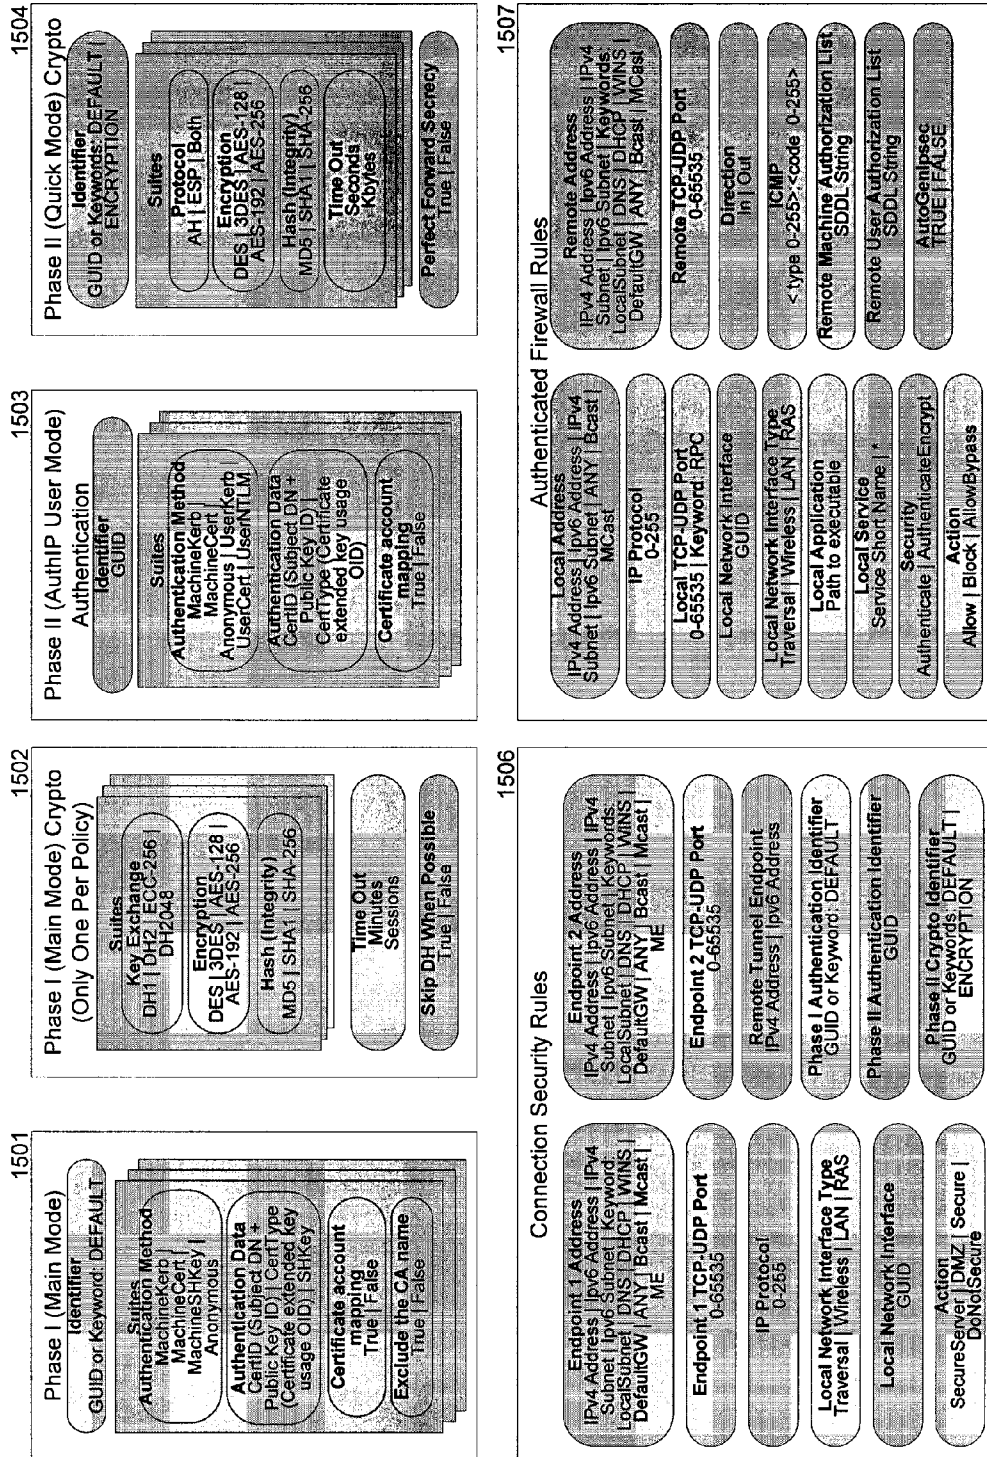 1501
Phase I (Main Mode)
Identifier
GUID or Keyword: DEFAULT
Suites
Authentication Method
MachineKerb |
MachineCert |
MachineSHKey |
Anonymous
Authentication Data
CertID (Subject DN +
Public Key ID) | CertType
(Certificate extended key
usage OID) | SHKey
Certificate account
mapping
True | False
Exclude the CA name
True | False
1502
Phase I (Main Mode) Crypto
(Only One Per Policy)
Suites
Key Exchange
DH1 | DH2 | ECC-256 |
DH2048
Encryption
DES | 3DES | AES-128 |
AES-192 | AES-256
Hash (Integrity)
MD5 | SHA1 | SHA-256
Time Out
Minutes
Sessions
Skip DH When Possible
True | False
1503
Phase II (AuthIP User Mode)
Authentication
Identifier
GUID
Suites
Authentication Method
MachineKerb |
MachineCert |
Anonymous | UserKerb |
UserCert | UserNTLM
Authentication Data
CertID (Subject DN +
Public Key ID) |
CertType (Certificate
extended key usage
OID)
Certificate account
mapping
True | False
1504
Phase II (Quick Mode) Crypto
Identifier
GUID or Keywords: DEFAULT |
ENCRYPTION
Suites
Protocol
AH | ESP | Both
Encryption
DES | 3DES | AES-128 |
AES-192 | AES-256
Hash (Integrity)
MD5 | SHA1 | SHA-256
Time Out
Seconds
Kbytes
Perfect Forward Secrecy
True | False
1506
Connection Security Rules
Endpoint 1 Address
IPv4 Address | Ipv6 Address | IPv4
Subnet | Ipv6 Subnet | Keyword:
LocalSubnet | DNS | DHCP | WINS |
DefaultGW | ANY | Bcast | Mcast |
ME
Endpoint 1 TCP-UDP Port
0-65535
IP Protocol
0-255
Local Network Interface Type
Traversal | Wireless | LAN | RAS
Local Network Interface
GUID
Action
SecureServer | DMZ | Secure |
DoNotSecure
Endpoint 2 Address
IPv4 Address | Ipv6 Address | IPv4
Subnet | Ipv6 Subnet | Keywords:
LocalSubnet | DNS | DHCP | WINS |
DefaultGW | ANY | Bcast | Mcast |
ME
Endpoint 2 TCP-UDP Port
0-65535
Remote Tunnel Endpoint
IPv4 Address | Ipv6 Address
Phase I Authentication Identifier
GUID or Keyword: DEFAULT
Phase II Authentication Identifier
GUID
Phase II Crypto Identifier
GUID or Keywords: DEFAULT |
ENCRYPTION
1507
Authenticated Firewall Rules
Local Address
IPv4 Address | Ipv6 Address | IPv4
Subnet | Ipv6 Subnet | ANY | Bcast |
MCast
IP Protocol
0-255
Local TCP-UDP Port
0-65535 | Keyword: RPC
Local Network Interface
GUID
Local Network Interface Type
Traversal | Wireless | LAN | RAS
Local Application
Path to executable
Local Service
Service Short Name | *
Security
Authenticate | AuthenticateEncrypt
Action
Allow | Block | AllowBypass
Remote Address
IPv4 Address | Ipv6 Address | IPv4
Subnet | Ipv6 Subnet | Keywords:
LocalSubnet | DNS | DHCP | WINS |
DefaultGW | ANY | Bcast | MCast
Remote TCP-UDP Port
0-65535
Direction
In | Out
ICMP
<type 0-255>:<code 0-255>
Remote Machine Authorization List
SDDL String
Remote User Authorization List
SDDL String
AutoGenIpsec
TRUE | FALSE